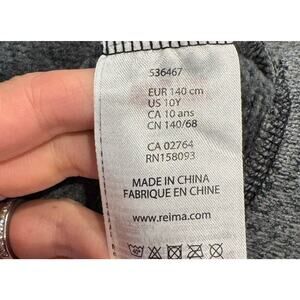 536467
EUR 140 cm
US 10Y
CA 10 ans
CN 140/68
CA 02764
RN158093
MADE IN CHINA
FABRIQUE EN CHINE
www.reima.com